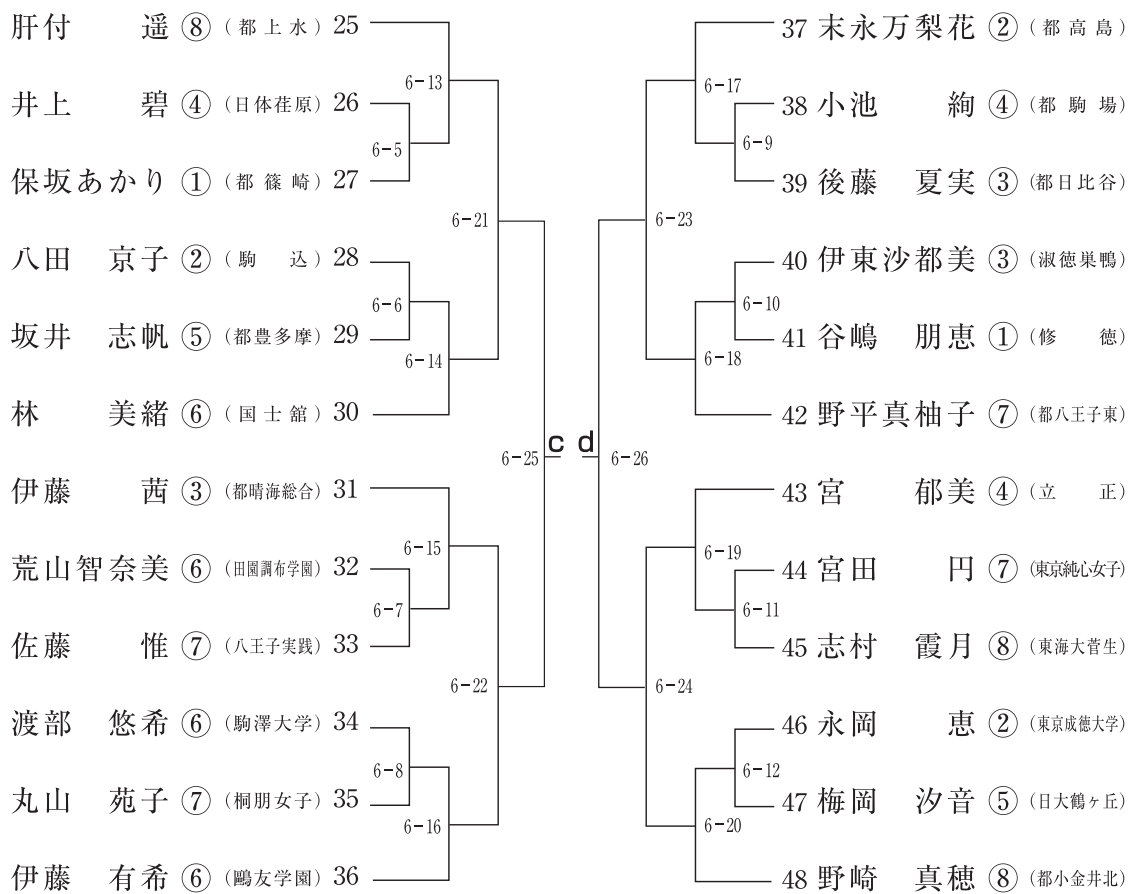 肝付 遥 ⑧ (都上水) 25
6-13
井上 碧 ④ (日体荏原) 26
6-5
保坂あかり ① (都篠崎) 27
6-21
八田 京子 ② (駒込) 28
6-6
坂井 志帆 ⑤ (都豊多摩) 29
6-14
林 美緒 ⑥ (国士舘) 30
6-25 c
伊藤 茜 ③ (都晴海総合) 31
6-15
荒山智奈美 ⑥ (田園調布学園) 32
6-7
佐藤 惟 ⑦ (八王子実践) 33
6-22
渡部 悠希 ⑥ (駒澤大学) 34
6-8
丸山 苑子 ⑦ (桐朋女子) 35
6-16
伊藤 有希 ⑥ (鷗友学園) 36
37 末永万梨花 ② (都高島)
6-17
38 小池 絢 ④ (都駒場)
6-9
39 後藤 夏実 ③ (都日比谷)
6-23
40 伊東沙都美 ③ (淑徳巣鴨)
6-10
41 谷嶋 朋恵 ① (修徳)
6-18
42 野平真柚子 ⑦ (都八王子東)
d 6-26
43 宮 郁美 ④ (立正)
6-19
44 宮田 円 ⑦ (東京純心女子)
6-11
45 志村 霞月 ⑧ (東海大菅生)
6-24
46 永岡 恵 ② (東京成徳大学)
6-12
47 梅岡 汐音 ⑤ (日大鶴ヶ丘)
6-20
48 野崎 真穂 ⑧ (都小金井北)